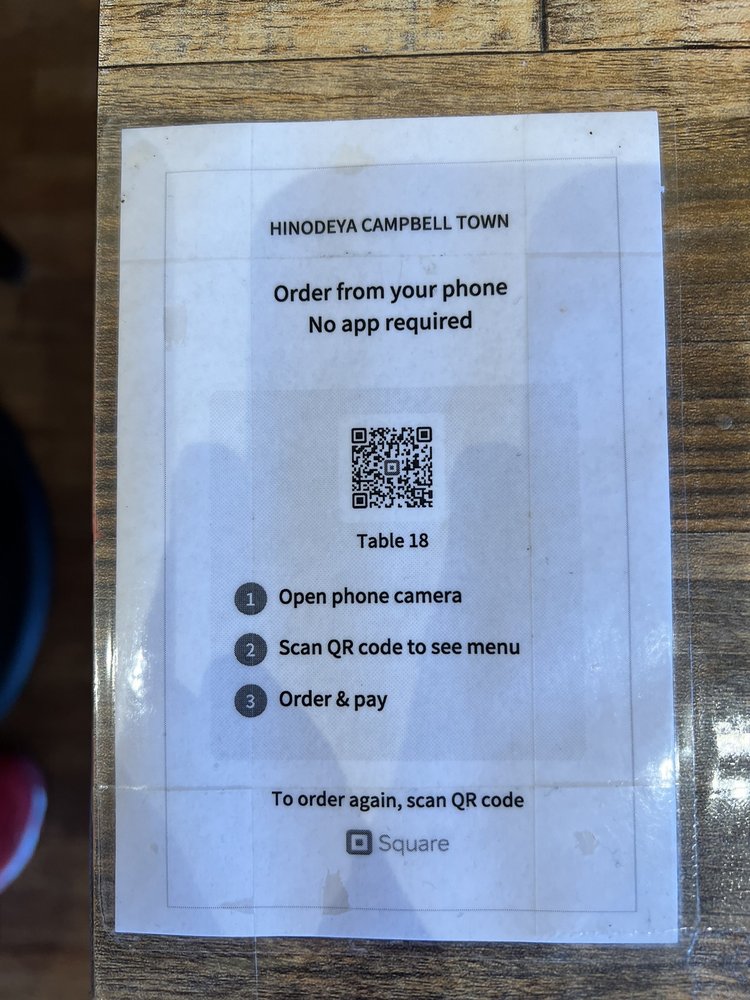 HINODEYA CAMPBELL TOWN
Order from your phone
No app required
Table 18
1 Open phone camera
2 Scan QR code to see menu
3 Order & pay
To order again, scan QR code
Square